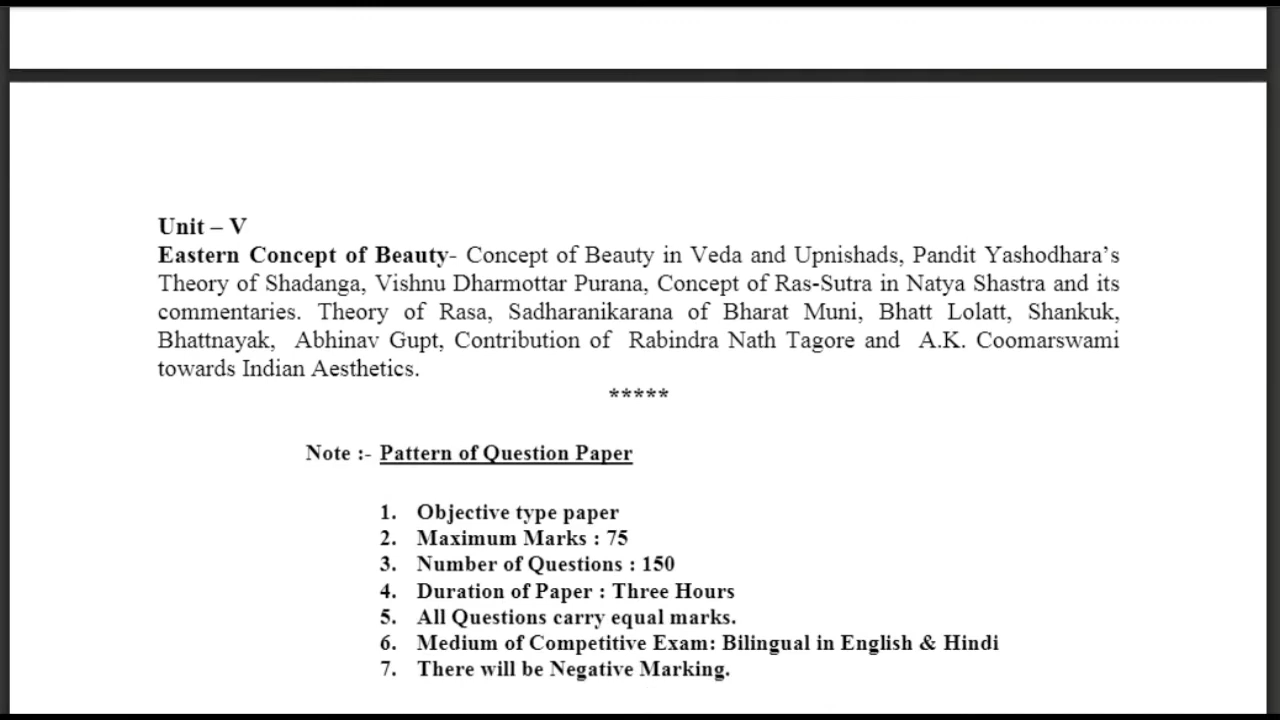 Unit – V
Eastern Concept of Beauty- Concept of Beauty in Veda and Upnishads, Pandit Yashodhara’s
Theory of Shadanga, Vishnu Dharmottar Purana, Concept of Ras-Sutra in Natya Shastra and its
commentaries. Theory of Rasa, Sadharanikarana of Bharat Muni, Bhatt Lolatt, Shankuk,
Bhattnayak, Abhinav Gupt, Contribution of Rabindra Nath Tagore and A.K. Coomarswami
towards Indian Aesthetics.
*****
Note :- Pattern of Question Paper
1. Objective type paper
2. Maximum Marks : 75
3. Number of Questions : 150
4. Duration of Paper : Three Hours
5. All Questions carry equal marks.
6. Medium of Competitive Exam: Bilingual in English & Hindi
7. There will be Negative Marking.